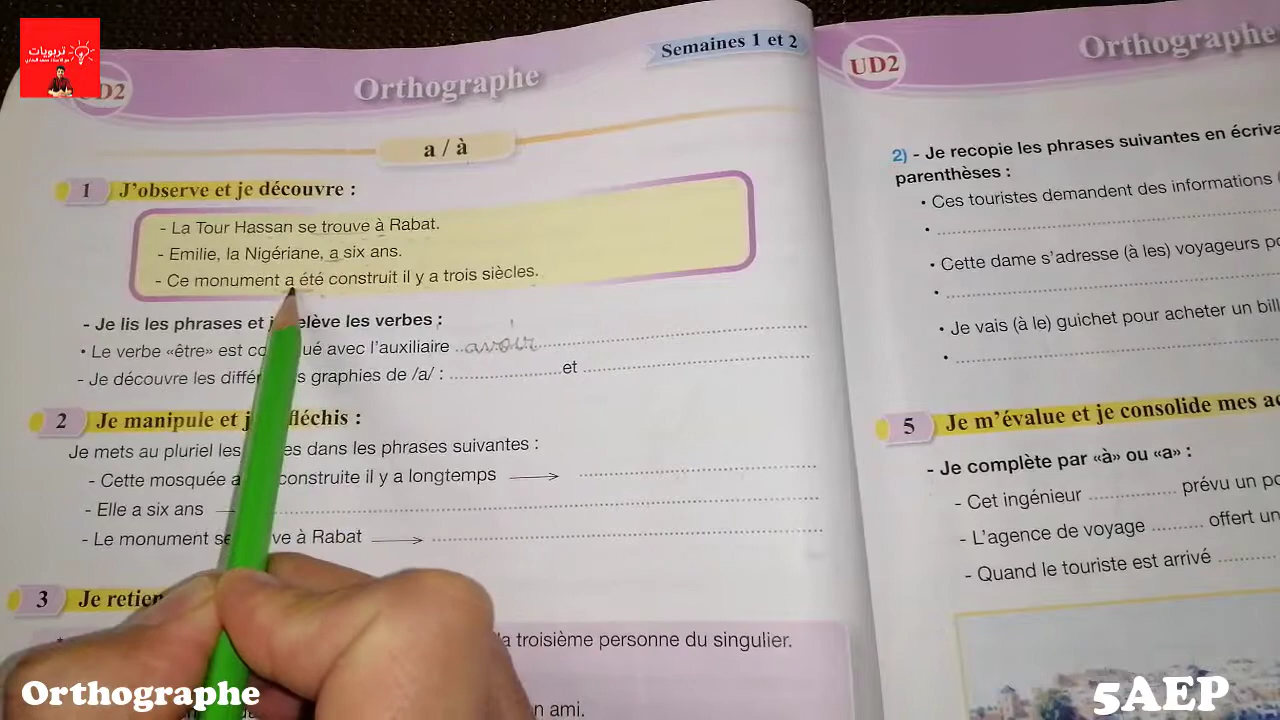 تربويات
D2
Orthographe
Semaines 1 et 2
a / à
1 J'observe et je découvre :
- La Tour Hassan se trouve à Rabat.
- Emilie, la Nigériane, a six ans.
- Ce monument a été construit il y a trois siècles.
- Je lis les phrases et elève les verbes :
• Le verbe «être» est co ué avec l'auxiliaire ..avoir..
- Je découvre les diffé s graphies de /a/ : ........................ et ........................
2 Je manipule et j fléchis :
Je mets au pluriel les es dans les phrases suivantes :
- Cette mosquée a construite il y a longtemps → ........................
- Elle a six ans ........................
- Le monument se ve à Rabat → ........................
3 Je retien
la troisième personne du singulier.
n ami.
UD2
Orthographe
2) - Je recopie les phrases suivantes en écriva
parenthèses :
• Ces touristes demandent des informations (
• ........................
• Cette dame s'adresse (à les) voyageurs po
• ........................
• Je vais (à le) guichet pour acheter un bill
• ........................
5 Je m'évalue et je consolide mes ac
- Je complète par «à» ou «a» :
- Cet ingénieur ................ prévu un po
- L'agence de voyage .......... offert un
- Quand le touriste est arrivé ............
Orthographe
5AEP